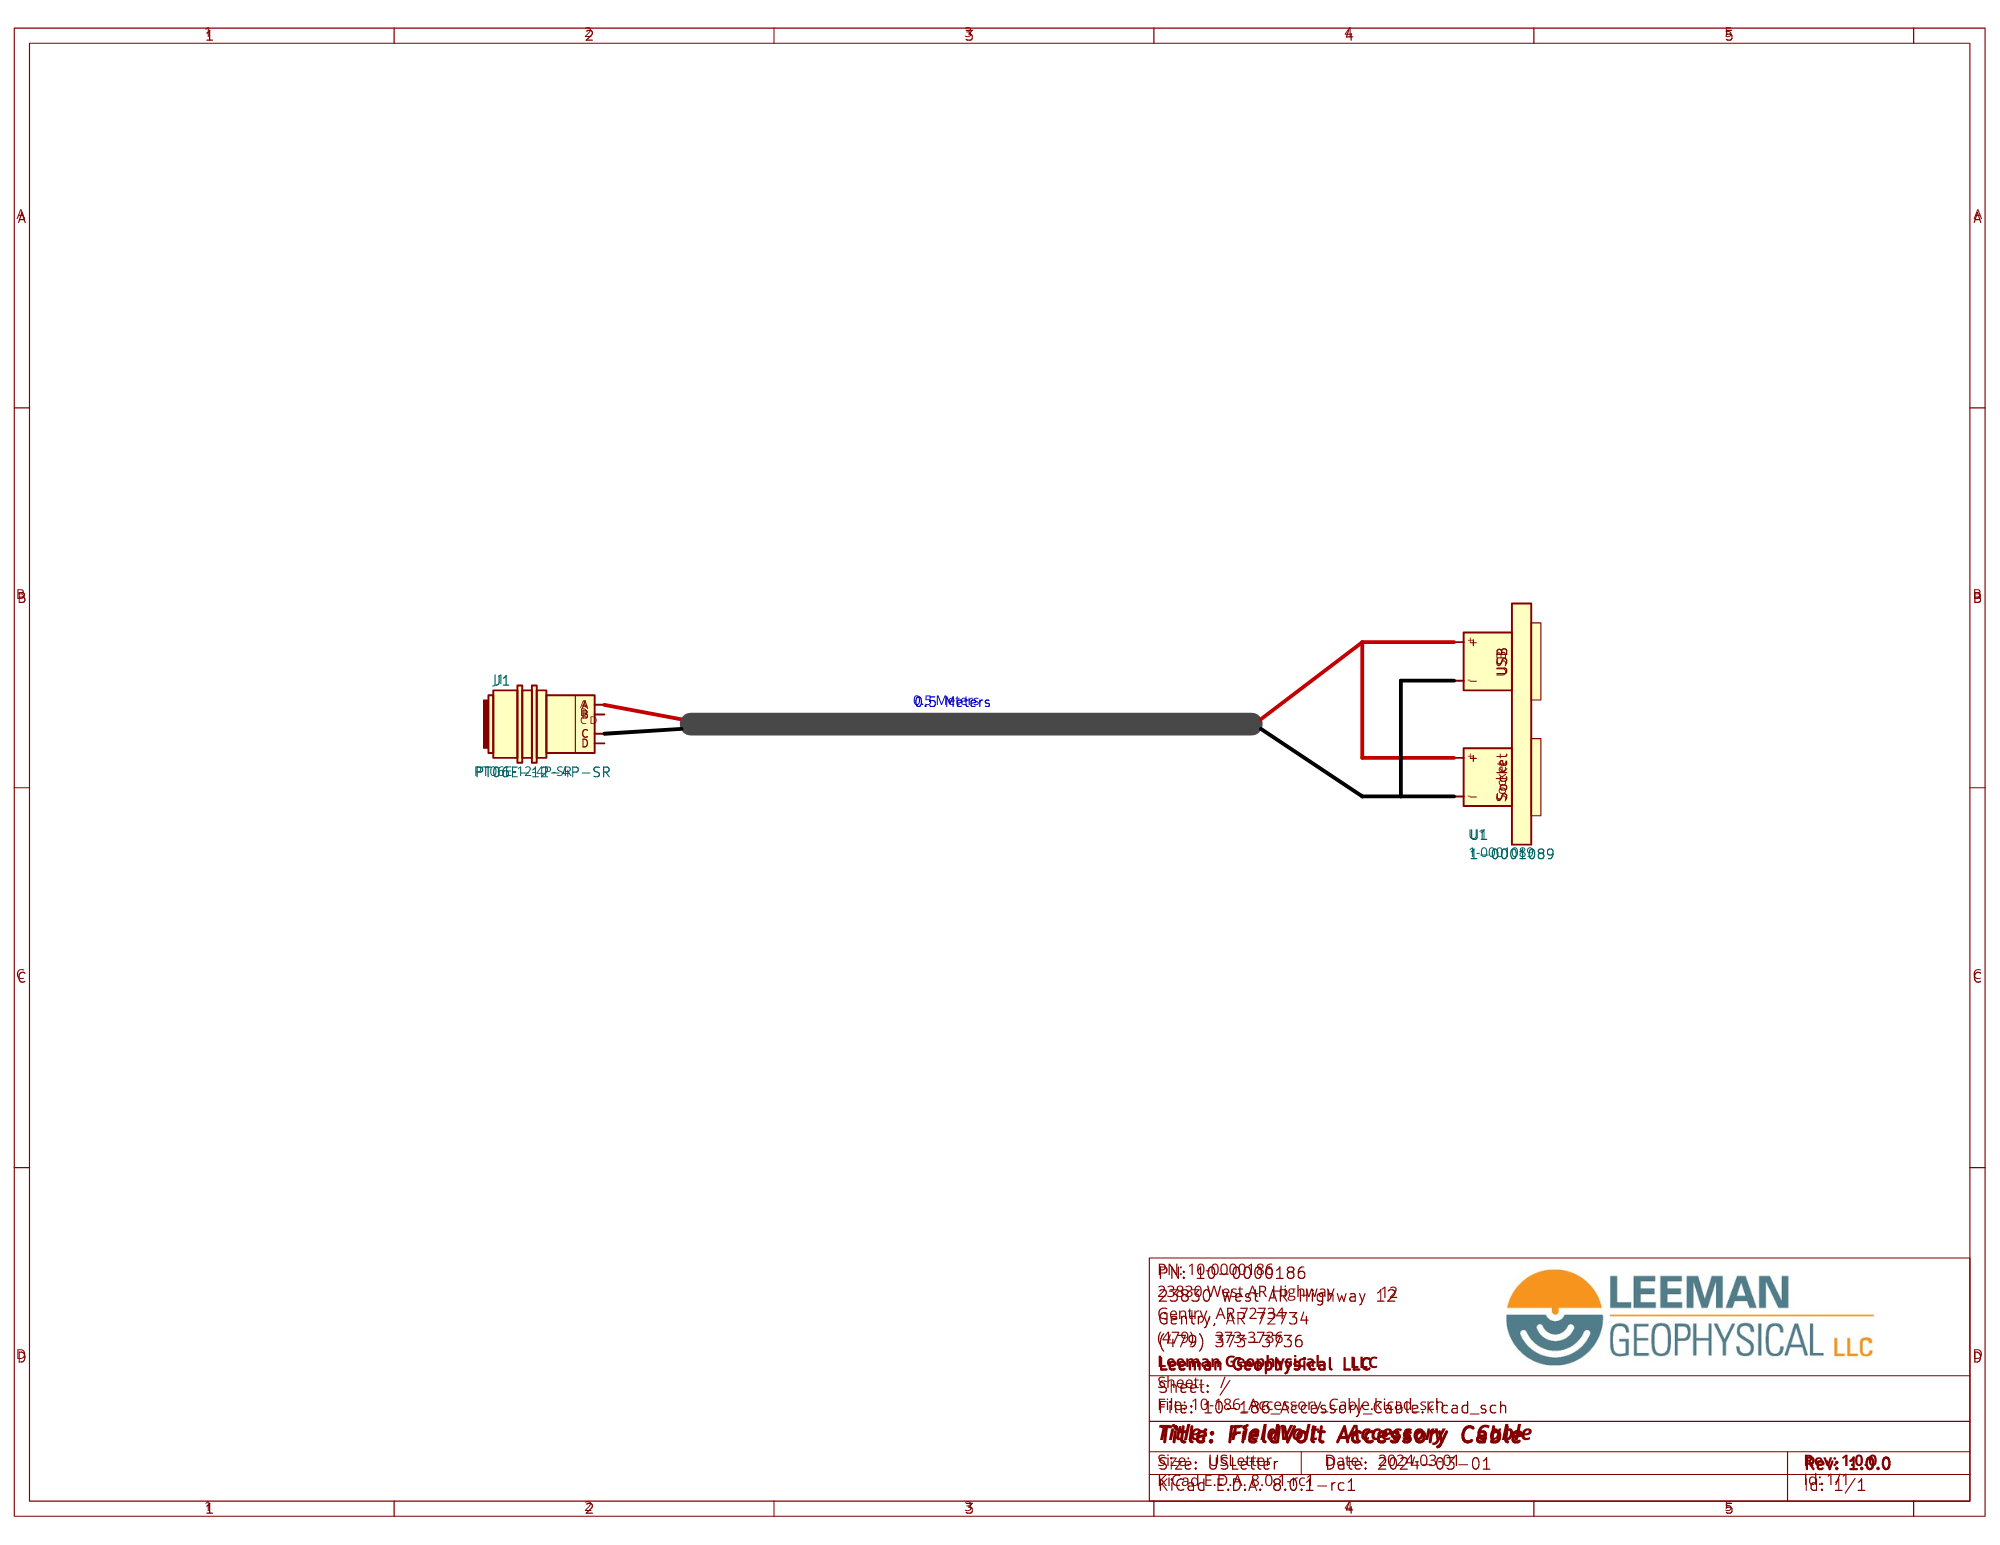 1 2 3 4 5
A A
B B
J1
A
B
C
D
PT06E-12-4P-SR
0.5 Meters
+ USB
-
+ Socket
-
U1
1-0001089
C C
PN: 10-0000186
23830 West AR Highway 12
Gentry, AR 72734
(479) 373-3736
Leeman Geophysical LLC
LEEMAN
GEOPHYSICAL LLC
Sheet: /
File: 10-186_Accessory_Cable.kicad_sch
Title: FieldVolt Accessory Cable
Size: USLetter Date: 2024-03-01 Rev: 1.0.0
KiCad E.D.A. 8.0.1-rc1 Id: 1/1
D D
1 2 3 4 5